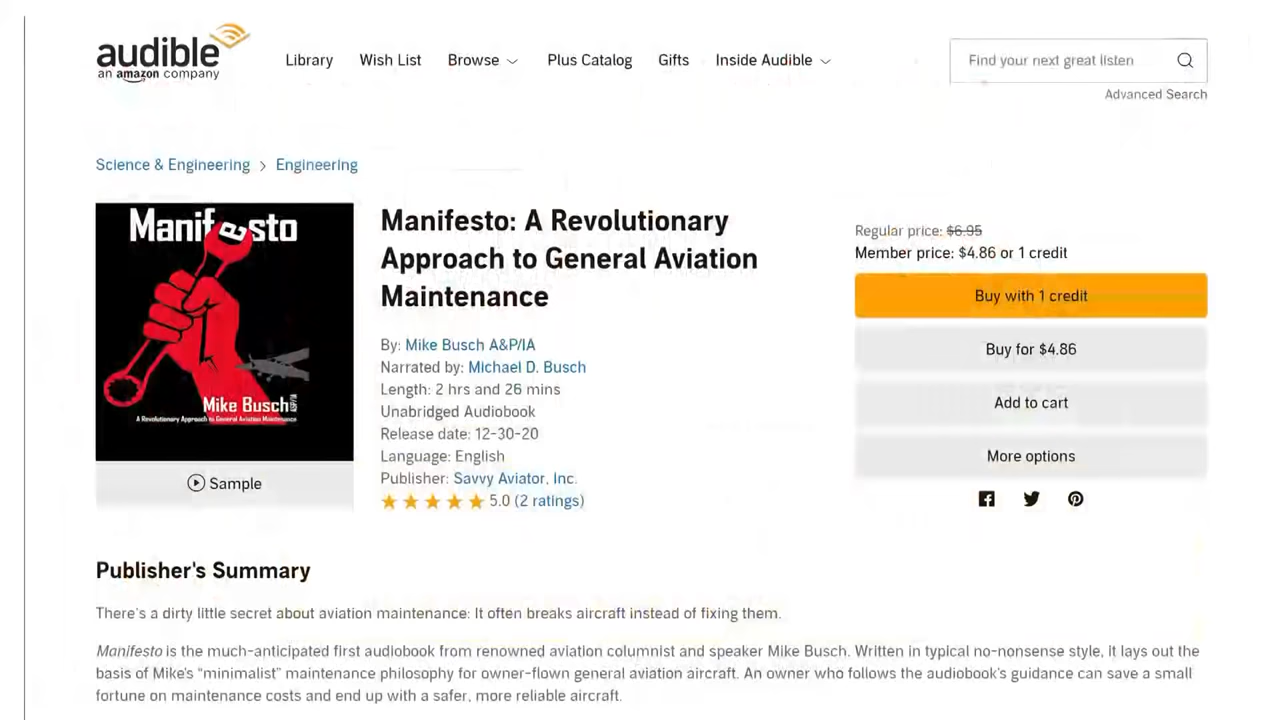 audible
an amazon company
Library
Wish List
Browse
Plus Catalog
Gifts
Inside Audible
Find your next great listen
Advanced Search
Science & Engineering > Engineering
Manifesto
Mike Busch A&P/IA
A Revolutionary Approach to General Aviation Maintenance
Sample
Manifesto: A Revolutionary
Approach to General Aviation
Maintenance
By: Mike Busch A&P/IA
Narrated by: Michael D. Busch
Length: 2 hrs and 26 mins
Unabridged Audiobook
Release date: 12-30-20
Language: English
Publisher: Savvy Aviator, Inc.
5.0 (2 ratings)
Regular price: $6.95
Member price: $4.86 or 1 credit
Buy with 1 credit
Buy for $4.86
Add to cart
More options
Publisher's Summary
There's a dirty little secret about aviation maintenance: It often breaks aircraft instead of fixing them.
Manifesto is the much-anticipated first audiobook from renowned aviation columnist and speaker Mike Busch. Written in typical no-nonsense style, it lays out the
basis of Mike's “minimalist” maintenance philosophy for owner-flown general aviation aircraft. An owner who follows the audiobook's guidance can save a small
fortune on maintenance costs and end up with a safer, more reliable aircraft.